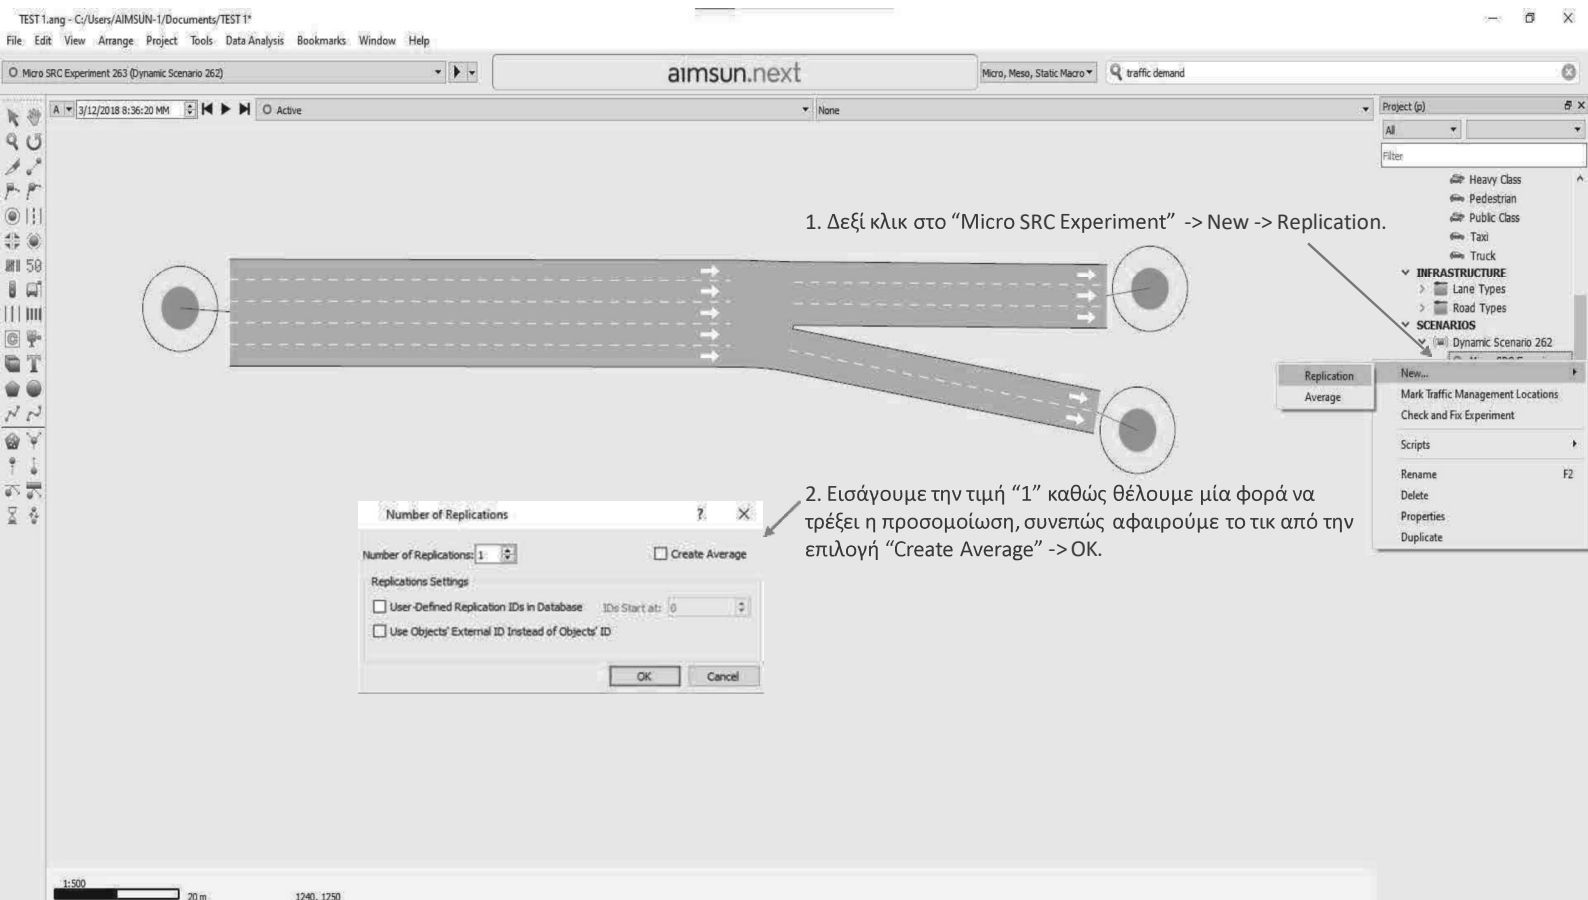 TEST 1.ang - C:/Users/AIMSUN-1/Documents/TEST 1*
File Edit View Arrange Project Tools Data Analysis Bookmarks Window Help
Micro SRC Experiment 263 (Dynamic Scenario 262)
aimsun.next
Micro, Meso, Static Macro
traffic demand
A
3/12/2018 8:36:20 ΜΜ
Active
None
Project (p)
All
Filter
Heavy Class
Pedestrian
Public Class
Taxi
Truck
INFRASTRUCTURE
Lane Types
Road Types
SCENARIOS
Dynamic Scenario 262
1. Δεξί κλικ στο “Micro SRC Experiment” -> New -> Replication.
Replication
Average
New...
Mark Traffic Management Locations
Check and Fix Experiment
Scripts
Rename F2
Delete
Properties
Duplicate
50
2. Εισάγουμε την τιμή “1” καθώς θέλουμε μία φορά να
τρέξει η προσομοίωση, συνεπώς αφαιρούμε το τικ από την
επιλογή “Create Average” -> OK.
Number of Replications ?
Number of Replications: 1
Create Average
Replications Settings
User-Defined Replication IDs in Database IDs Start at: 0
Use Objects' External ID Instead of Objects' ID
OK Cancel
1:500
20 m
1240, 1250